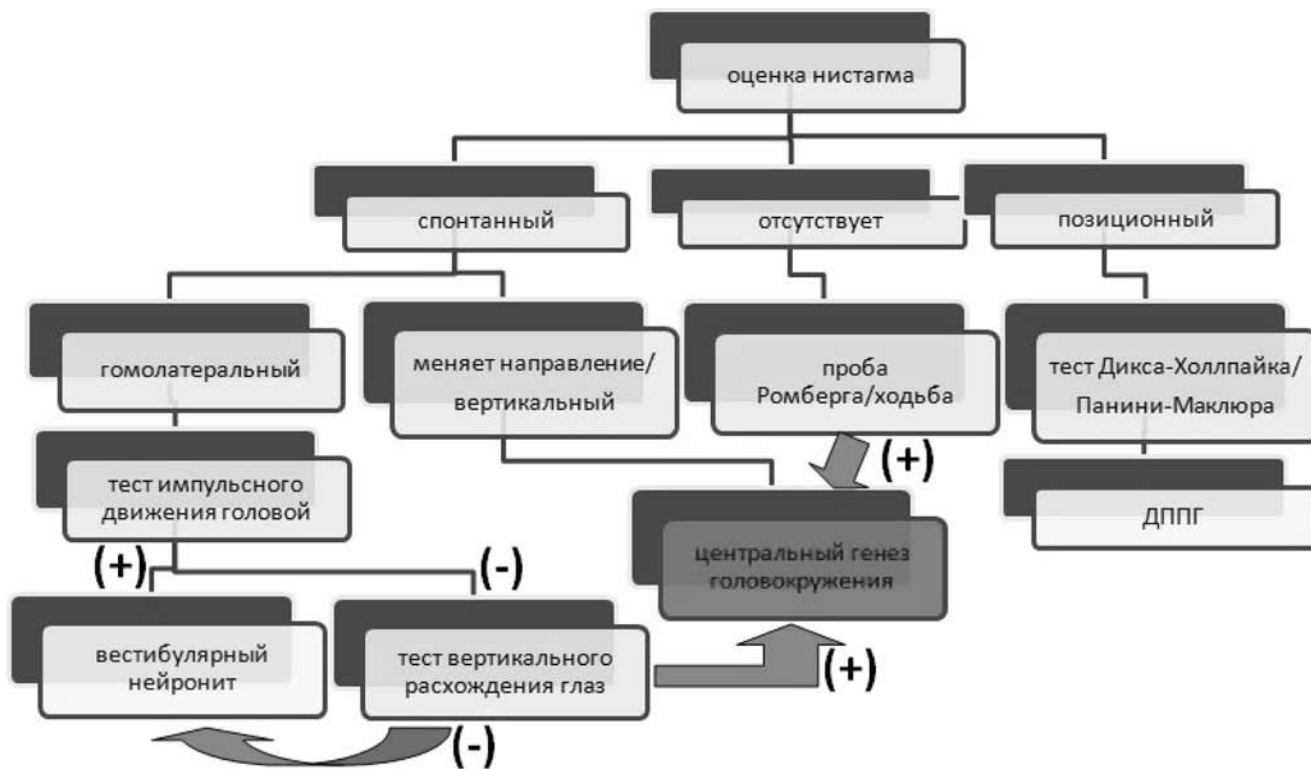 оценка нистагма
спонтанный
отсутствует
позиционный
гомолатеральный
меняет направление/
вертикальный
проба
Ромберга/ходьба
тест Дикса-Холлпайка/
Панини-Маклюра
(+)
тест импульсного
движения головой
ДППГ
центральный генез
головокружения
(+)
(-)
вестибулярный
нейронит
тест вертикального
расхождения глаз
(+)
(-)